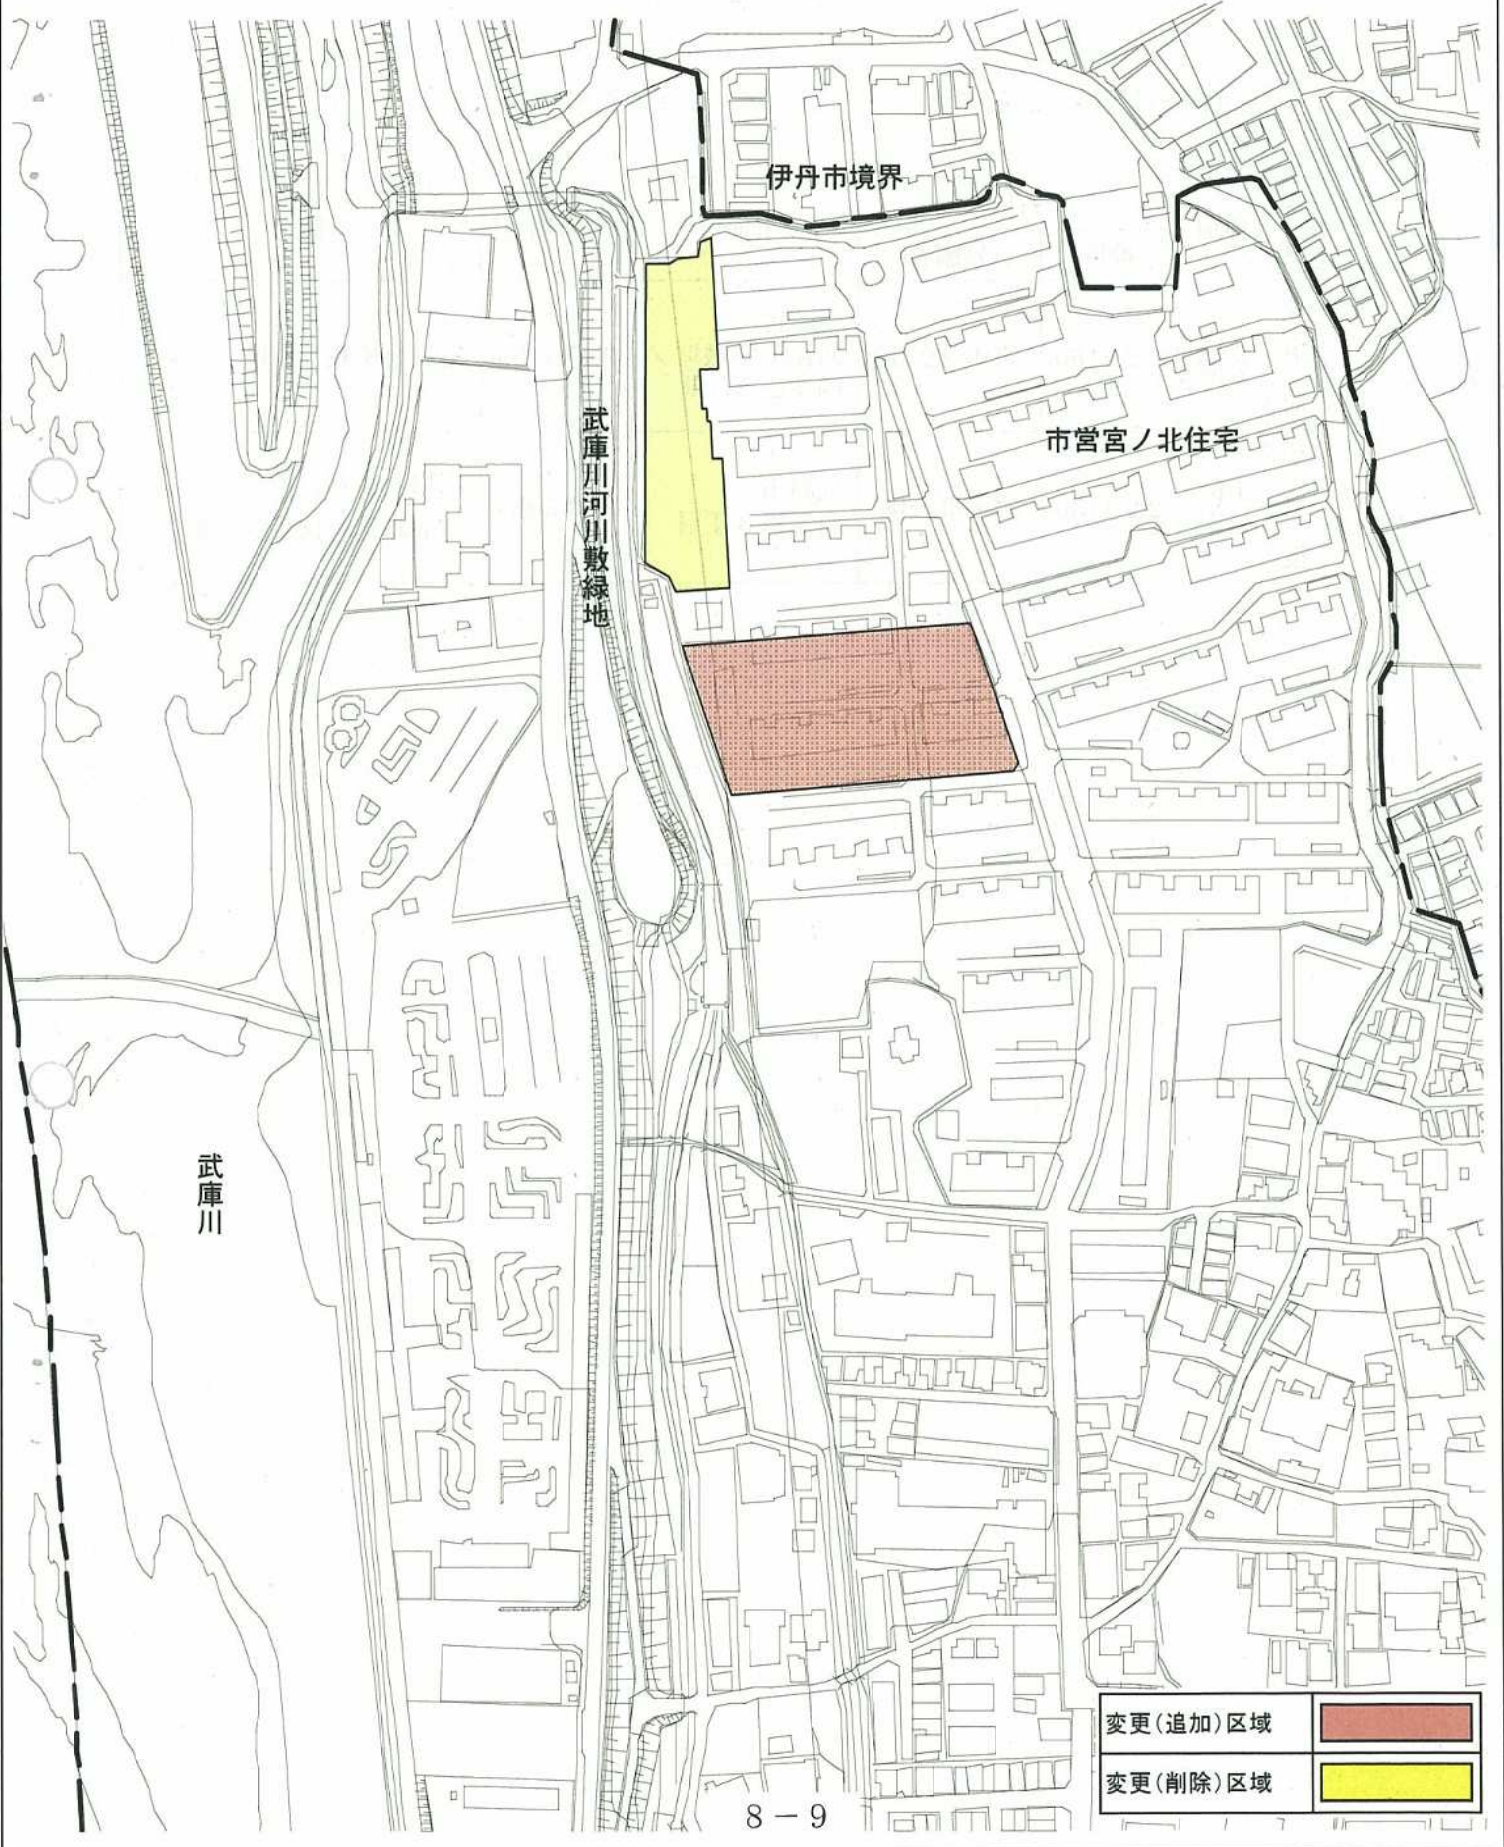 伊丹市境界
市営宮ノ北住宅
武庫川河川敷緑地
武庫川
変更(追加)区域
変更(削除)区域
8-9